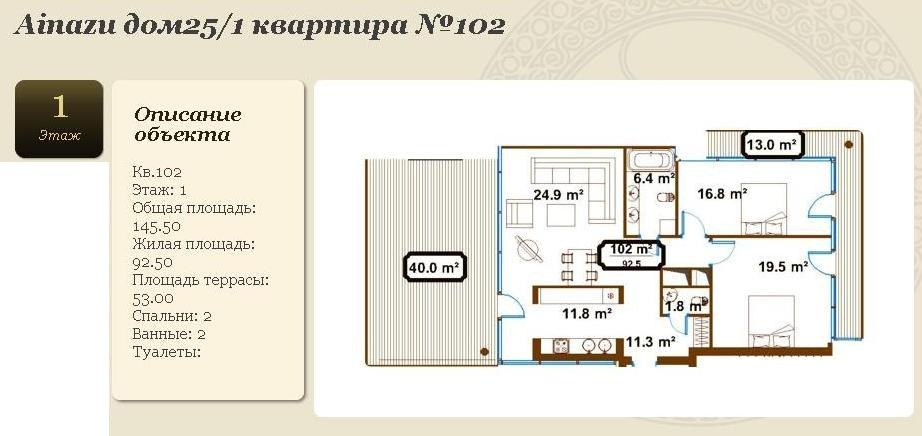 Ainazu дом25/1 квартира №102
1
Этаж
Описание
объекта
Кв.102
Этаж: 1
Общая площадь:
145.50
Жилая площадь:
92.50
Площадь террасы:
53.00
Спальни: 2
Ванные: 2
Туалеты:
13.0 m²
6.4 m²
24.9 m²
16.8 m²
102 m²
92.5
40.0 m²
19.5 m²
1.8 m²
11.8 m²
11.3 m²